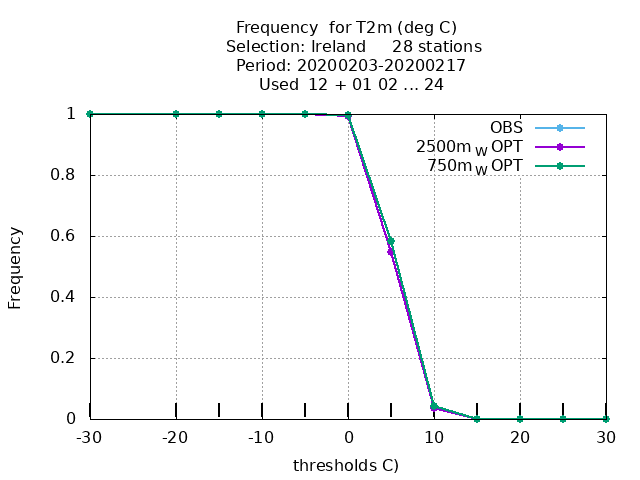 Frequency  for T2m (deg C)
Selection: Ireland     28 stations
Period: 20200203-20200217
Used  12 + 01 02 ... 24
OBS
2500m W OPT
750m W OPT
1
0.8
0.6
0.4
0.2
0
Frequency
-30
-20
-10
0
10
20
30
thresholds C)